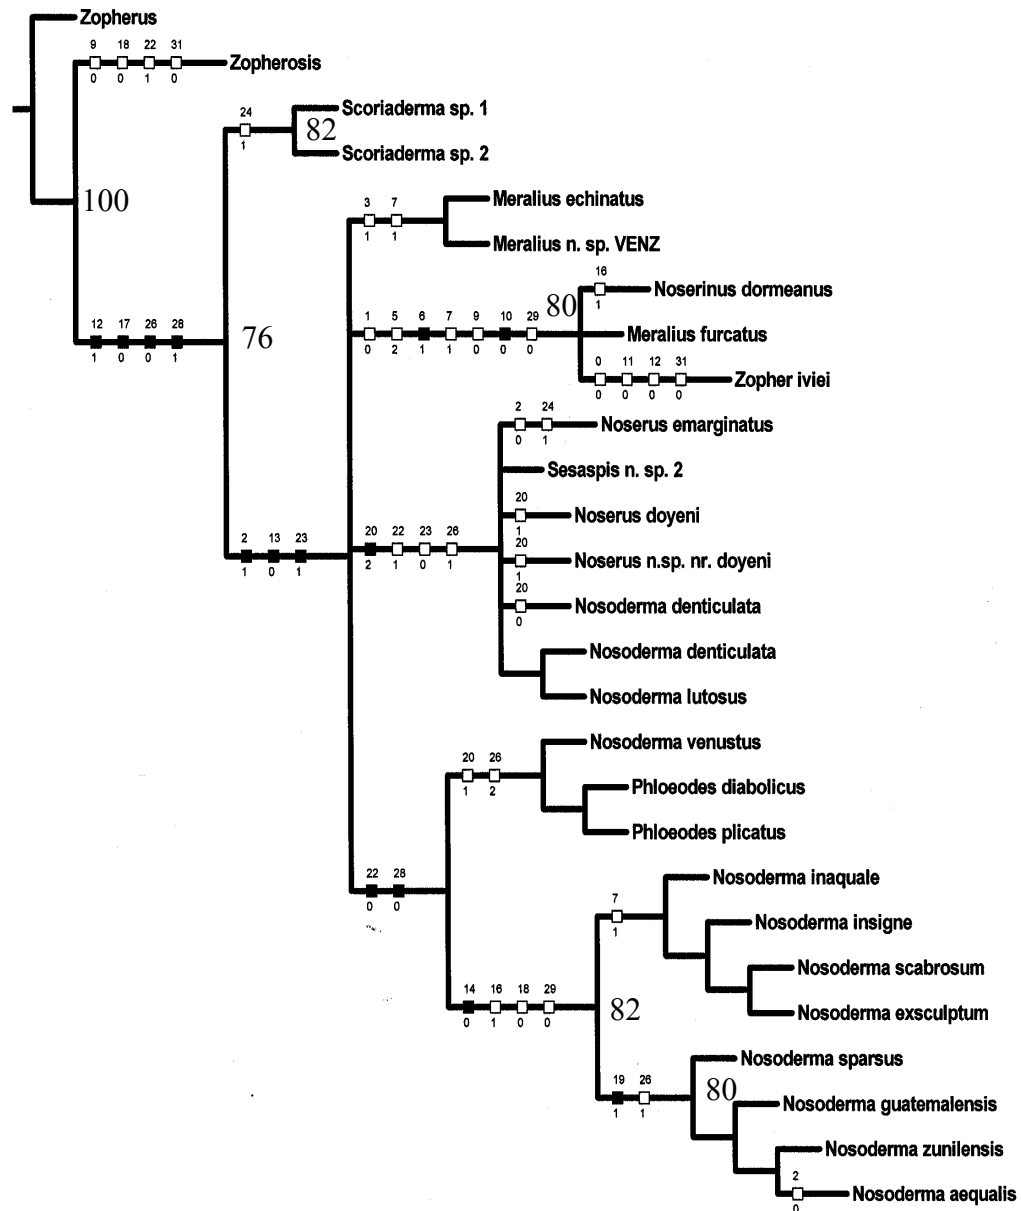 Zopherus
9 18 22 31
Zopherosis
0 0 1 0
24
Scoriaderma sp. 1
82
1
Scoriaderma sp. 2
100
3 7
Meralius echinatus
1 1
Meralius n. sp. VENZ
16
80
Noserinus dormeanus
1
12 17 26 28
76
1 5 6 7 9 10 29
Meralius furcatus
1 0 0 1
0 2 1 1 0 0 0
0 11 12 31
Zopher iviei
0 0 0 0
2 24
Noserus emarginatus
0 1
Sesaspis n. sp. 2
20
Noserus doyeni
1
2 13 23
20 22 23 26
20
Noserus n.sp. nr. doyeni
1 0 1
2 1 0 1
1
20
Nosoderma denticulata
0
Nosoderma denticulata
Nosoderma lutosus
Nosoderma venustus
20 26
1 2
Phloeodes diabolicus
Phloeodes plicatus
22 28
0 0
Nosoderma inaquale
7
1
Nosoderma insigne
Nosoderma scabrosum
14 16 18 29
82
Nosoderma exsculptum
0 1 0 0
Nosoderma sparsus
19 26
80
1 1
Nosoderma guatemalensis
Nosoderma zunilensis
2
Nosoderma aequalis
0